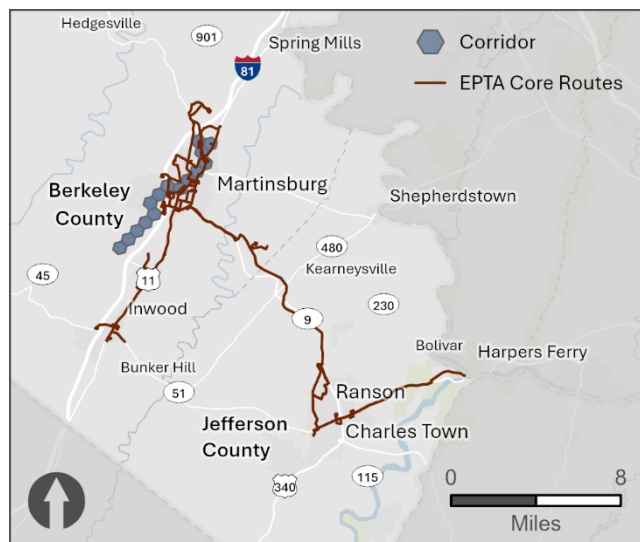 Hedgesville
901
Spring Mills
81
Corridor
EPTA Core Routes
Berkeley
County
Martinsburg
Shepherdstown
480
Kearneysville
45
11
230
Inwood
9
Bolivar
Harpers Ferry
Bunker Hill
51
Ranson
Jefferson
County
Charles Town
340
115
0
8
Miles